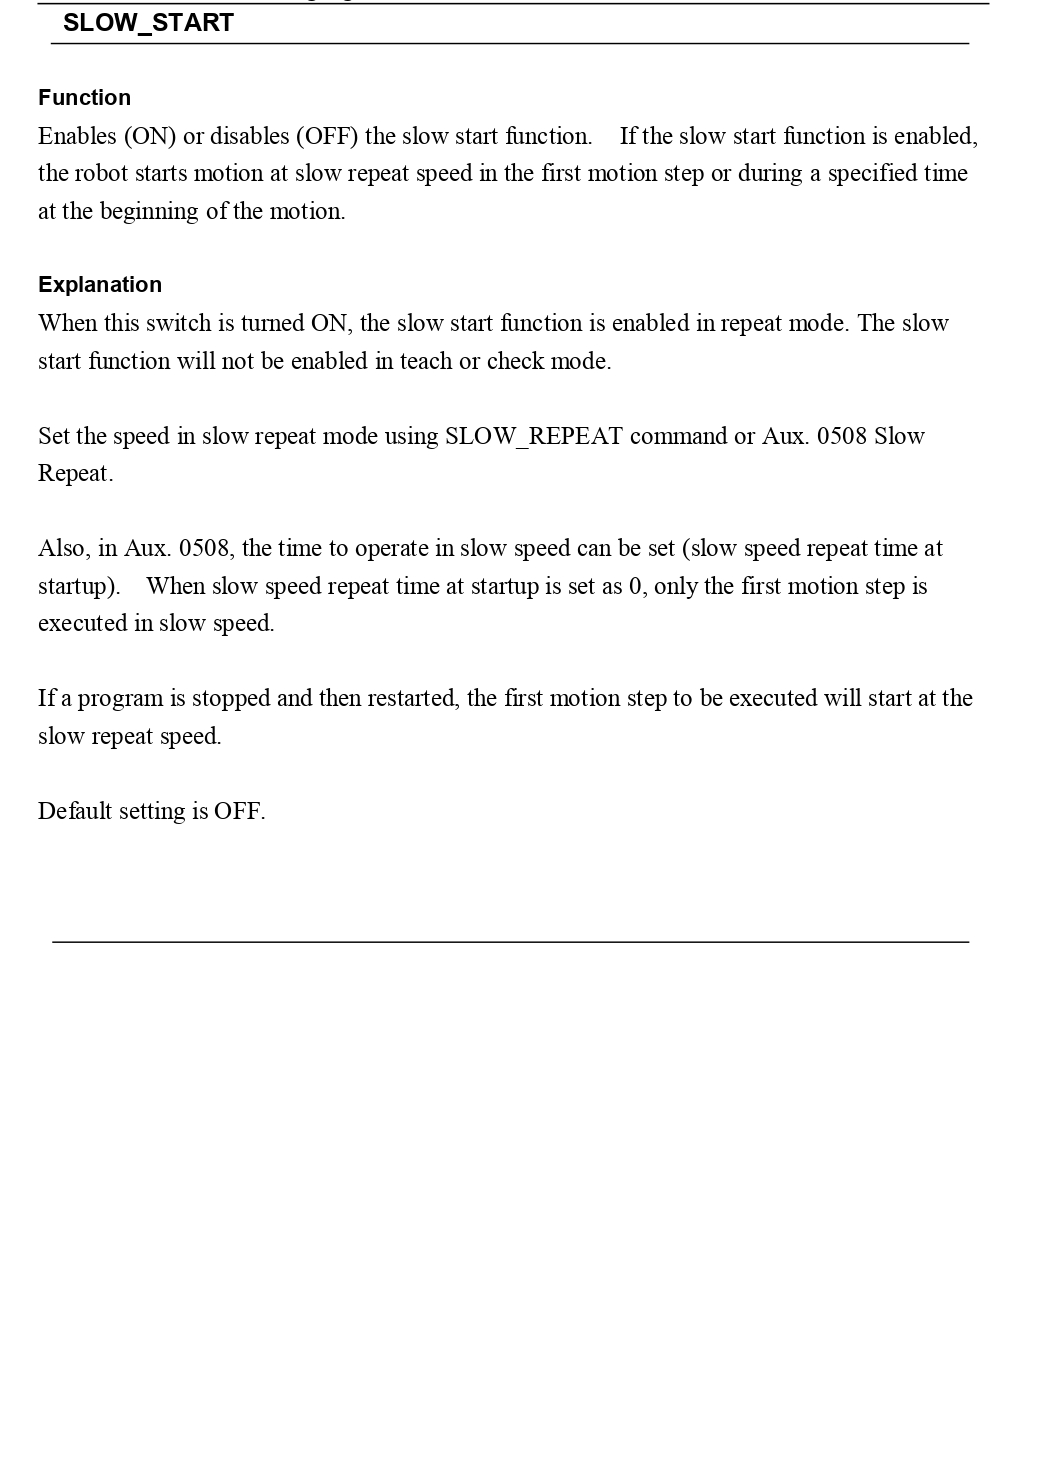 SLOW_START
Function
Enables (ON) or disables (OFF) the slow start function. If the slow start function is enabled,
the robot starts motion at slow repeat speed in the first motion step or during a specified time
at the beginning of the motion.
Explanation
When this switch is turned ON, the slow start function is enabled in repeat mode. The slow
start function will not be enabled in teach or check mode.
Set the speed in slow repeat mode using SLOW_REPEAT command or Aux. 0508 Slow
Repeat.
Also, in Aux. 0508, the time to operate in slow speed can be set (slow speed repeat time at
startup). When slow speed repeat time at startup is set as 0, only the first motion step is
executed in slow speed.
If a program is stopped and then restarted, the first motion step to be executed will start at the
slow repeat speed.
Default setting is OFF.